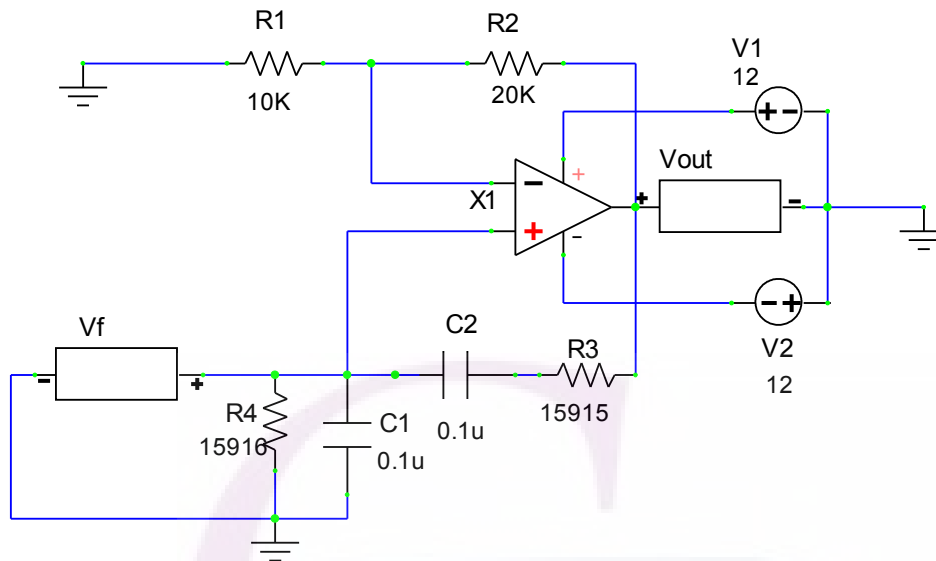 R1
R2
V1
12
10K
20K
+
-
Vout
+
-
-
X1
+
-
Vf
C2
R3
-
+
V2
12
-
+
R4
C1
15915
15916
0.1u
0.1u